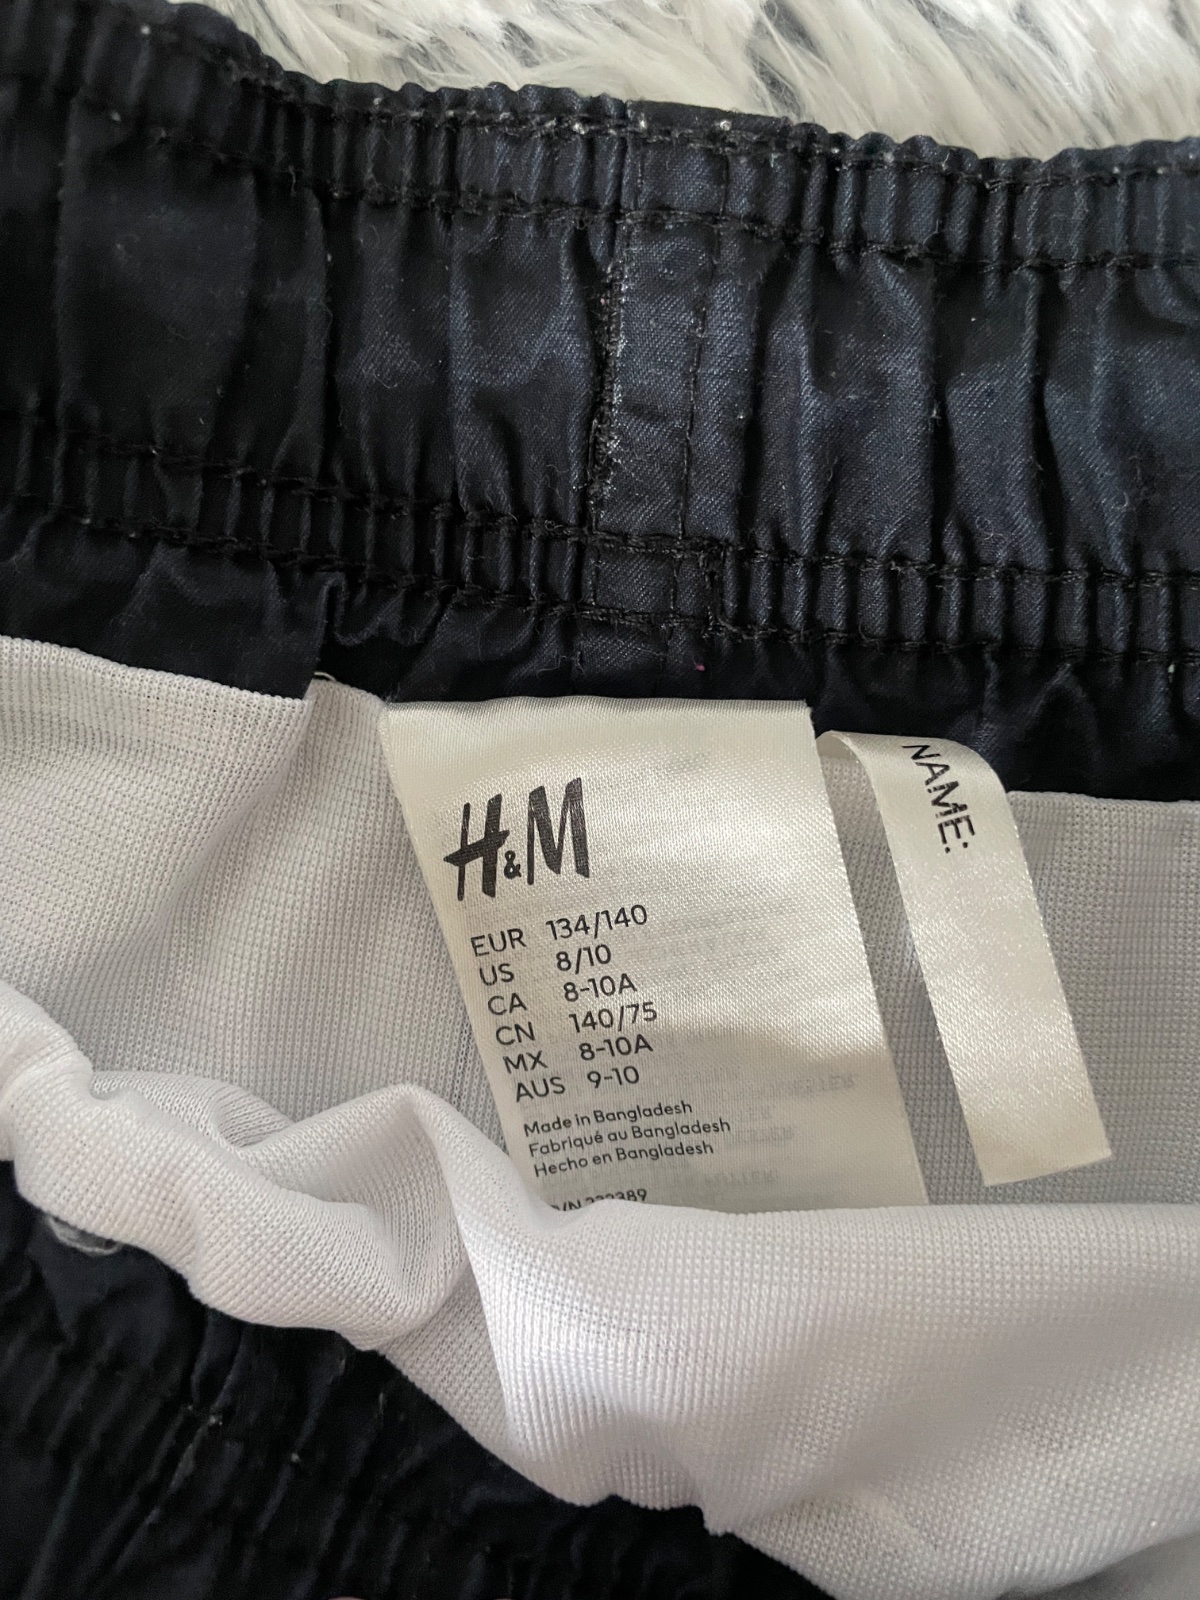 H&M
EUR 134/140
US 8/10
CA 8-10A
CN 140/75
MX 8-10A
AUS 9-10
Made in Bangladesh
Fabriqué au Bangladesh
Hecho en Bangladesh
NAME: